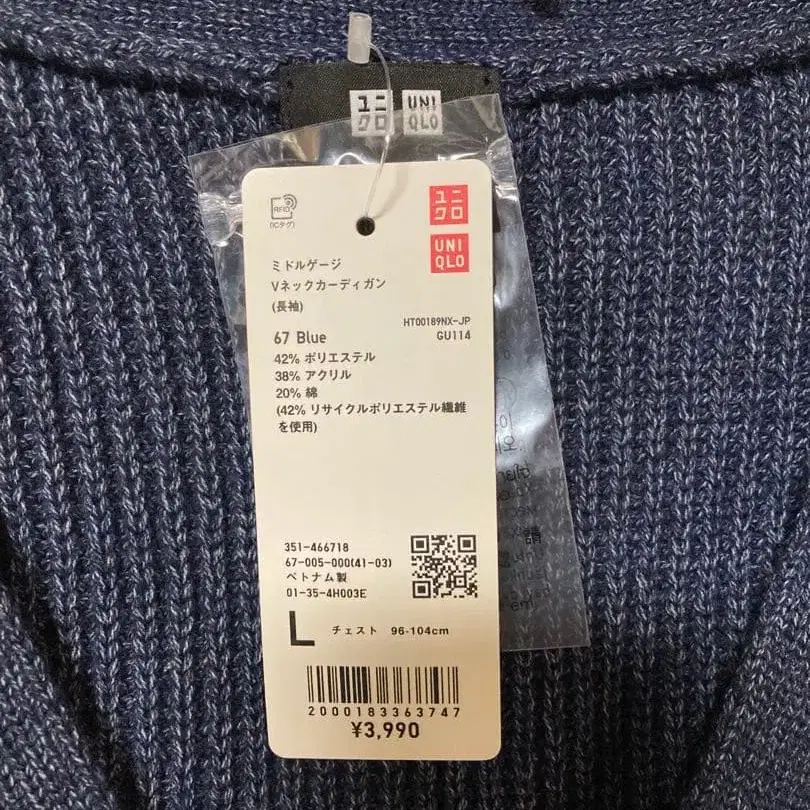 ユニ
クロ
UNI
QLO
RFID
(ICタグ)
ユニ
クロ
UNI
QLO
ミドルゲージ
Vネックカーディガン
(長袖)
HT00189NX-JP
67 Blue
GU114
42% ポリエステル
38% アクリル
20% 綿
(42% リサイクルポリエステル繊維
を使用)
351-466718
67-005-000(41-03)
ベトナム製
01-35-4H003E
L チェスト 96-104cm
2000183363747
¥3,990